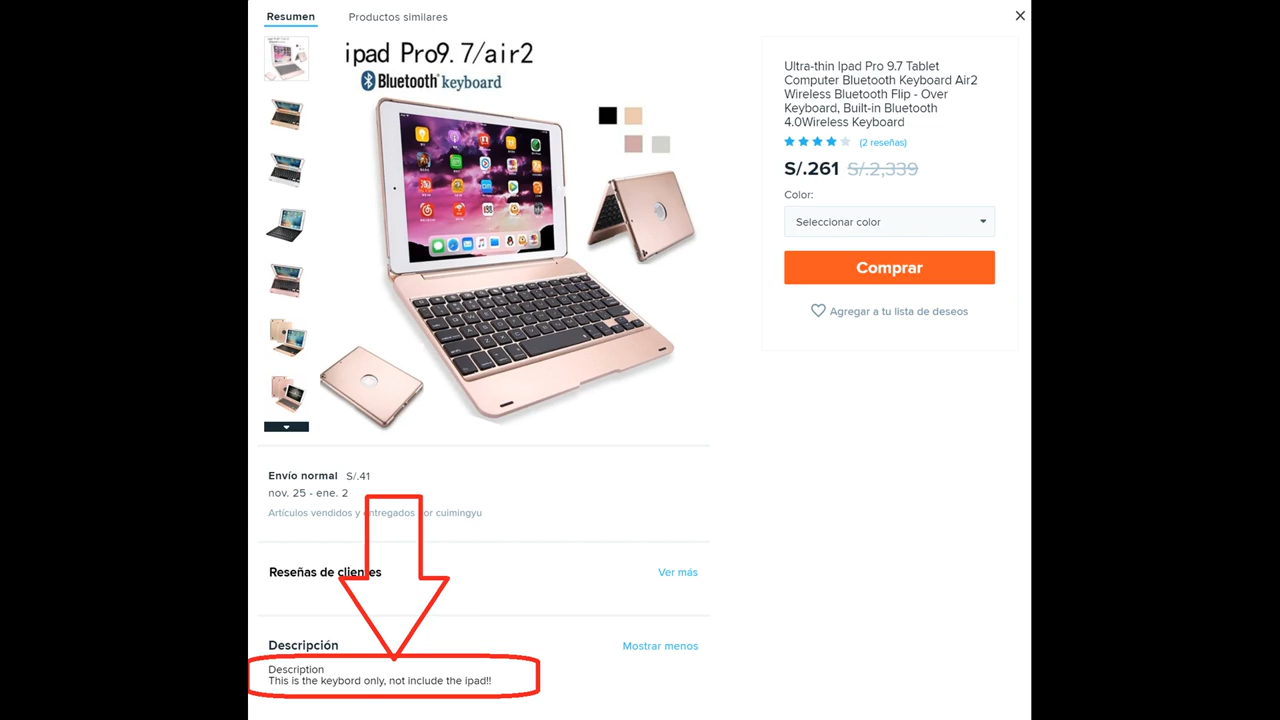 Resumen
Productos similares
ipad Pro9.7/air2
Bluetooth keyboard
Ultra-thin Ipad Pro 9.7 Tablet
Computer Bluetooth Keyboard Air2
Wireless Bluetooth Flip - Over
Keyboard, Built-in Bluetooth
4.0Wireless Keyboard
(2 reseñas)
S/.261 S/.2,339
Color:
Seleccionar color
Comprar
Agregar a tu lista de deseos
Envío normal S/.41
nov. 25 - ene. 2
Artículos vendidos y entregados por cuimingyu
Reseñas de clientes
Ver más
Descripción
Mostrar menos
Description
This is the keybord only, not include the ipad!!